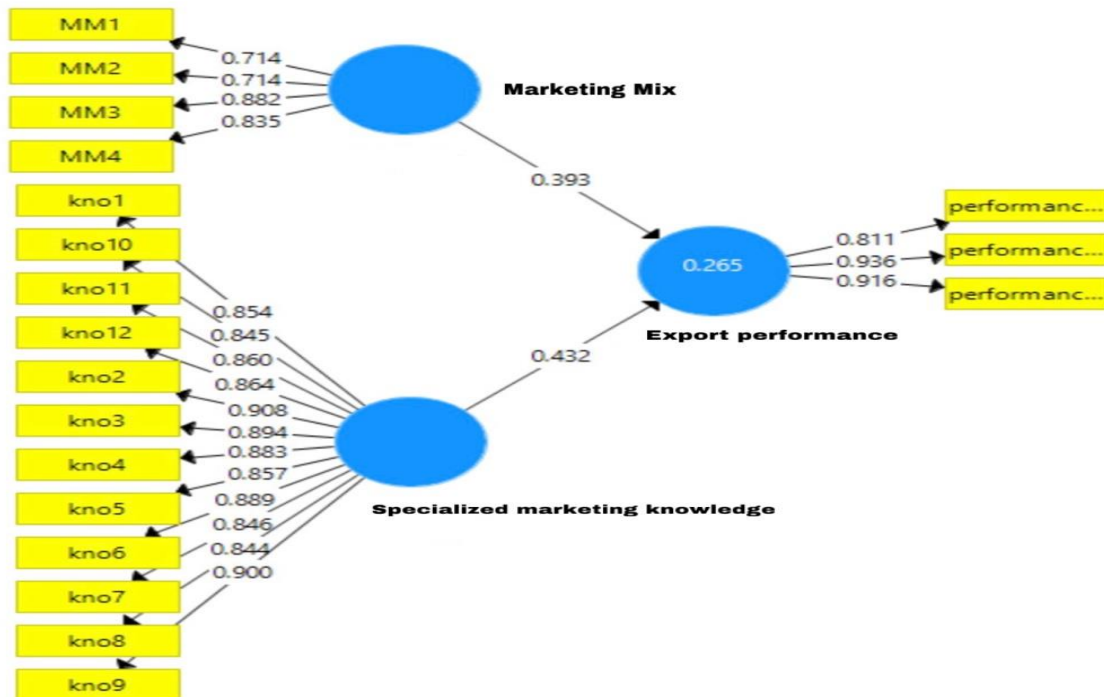 MM1
MM2
MM3
MM4
0.714
0.714
0.882
0.835
Marketing Mix
0.393
kno1
kno10
kno11
kno12
kno2
kno3
kno4
kno5
kno6
kno7
kno8
kno9
0.854
0.845
0.860
0.864
0.908
0.894
0.883
0.857
0.889
0.846
0.844
0.900
Specialized marketing knowledge
0.432
0.265
Export performance
0.811
0.936
0.916
performanc...
performanc...
performanc...